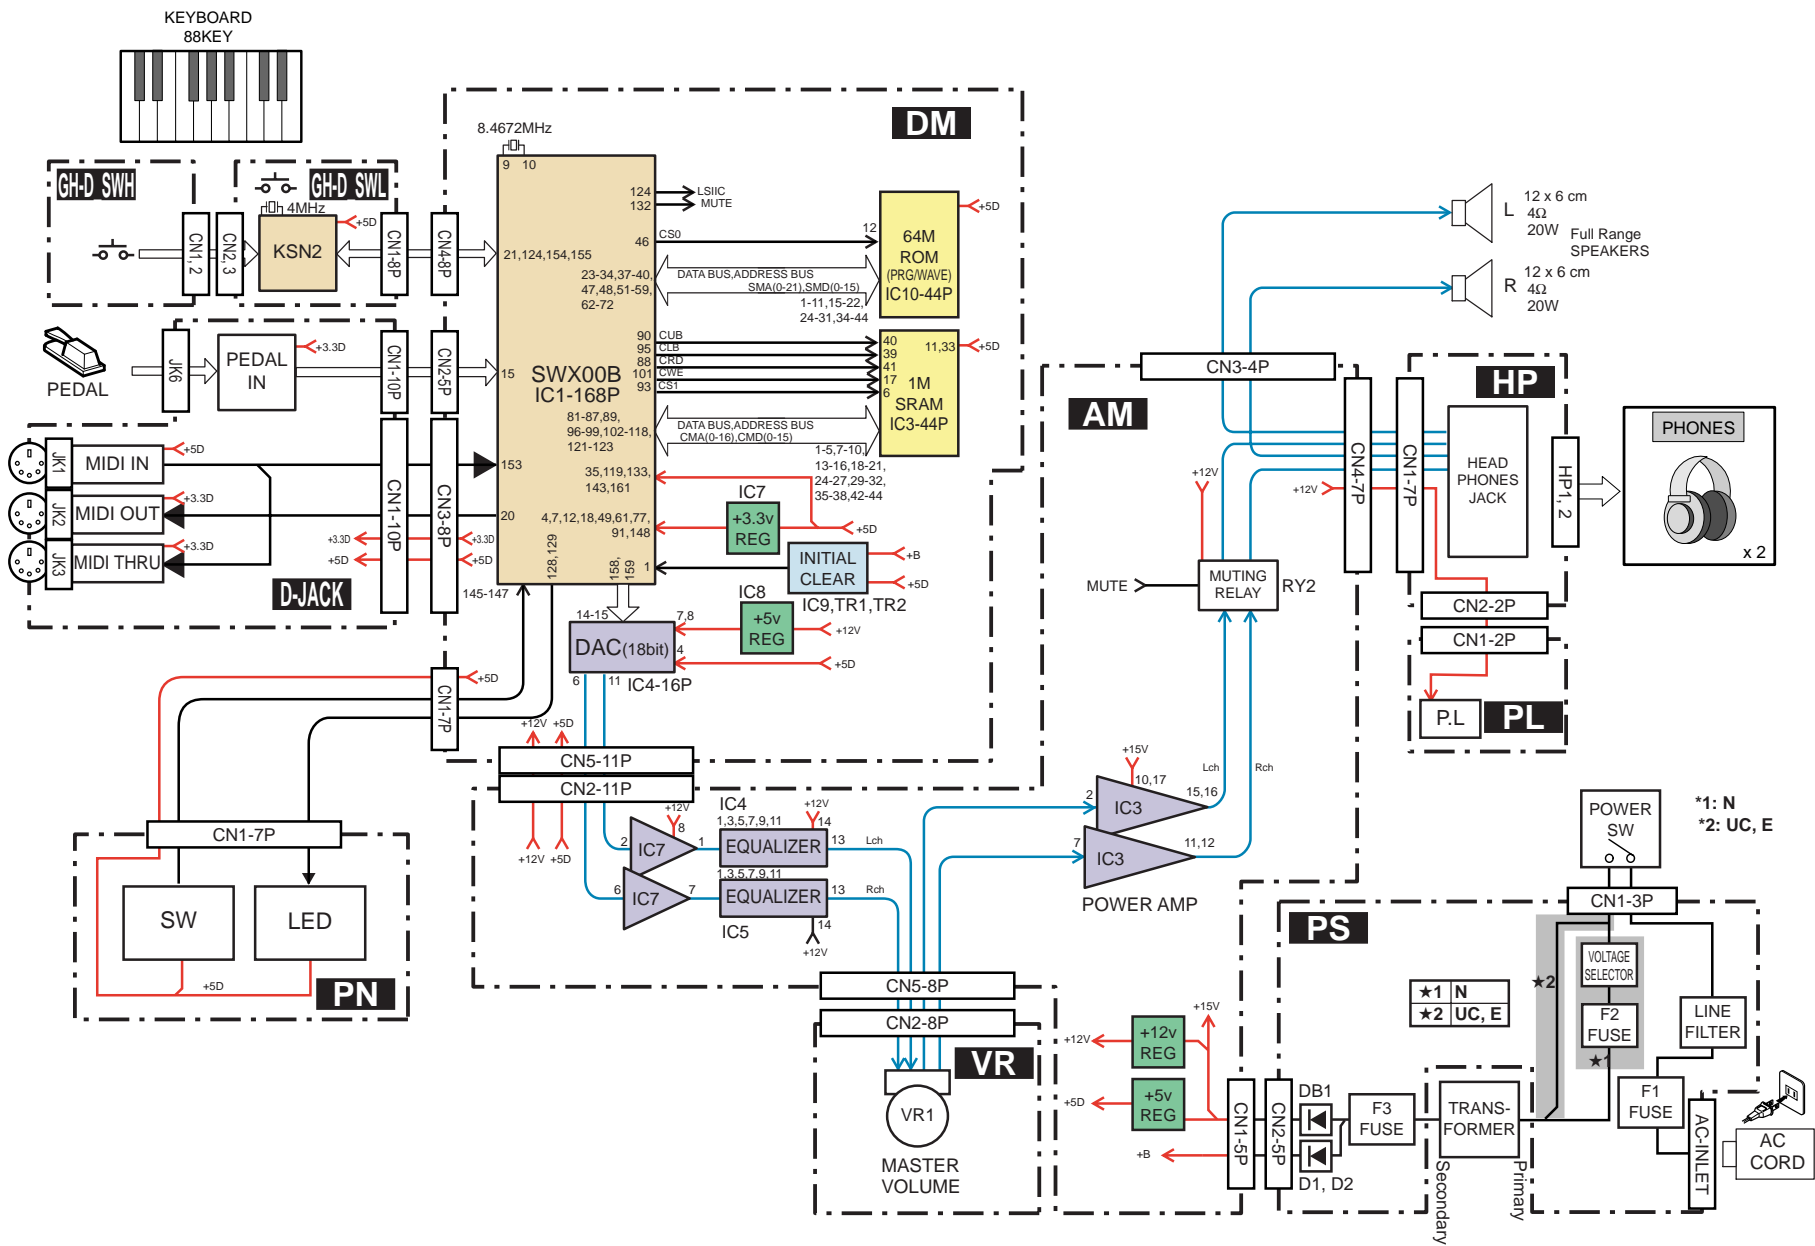 KEYBOARD
88KEY
GH-D SWH
GH-D SWL
4MHz
+5D
CN1, 2
CN2, 3
KSN2
CN1-8P
CN4-8P
PEDAL
JK6
PEDAL
IN
+3.3D
CN1-10P
CN2-5P
JK1
MIDI IN
+5D
JK2
MIDI OUT
+3.3D
JK3
MIDI THRU
+3.3D
+3.3D
+5D
+3.3D
+5D
CN1-10P
CN3-8P
D-JACK
DM
8.4672MHz
9 10
124
132
LSIIC
MUTE
46
CS0
12
21,124,154,155
23-34,37-40,
47,48,51-59,
62-72
DATA BUS,ADDRESS BUS
SMA(0-21),SMD(0-15)
64M
ROM
(PRG/WAVE)
IC10-44P
+5D
1-11,15-22,
24-31,34-44
90 CUB 40
95 CLB 39
88 CRD 41
101 CWE 17
93 CS1 6
11,33
+5D
1M
SRAM
IC3-44P
15
SWX00B
IC1-168P
81-87,89,
96-99,102-118,
121-123
DATA BUS,ADDRESS BUS
CMA(0-16),CMD(0-15)
1-5,7-10,
13-16,18-21,
24-27,29-32,
35-38,42-44
153
35,119,133,
143,161
20
4,7,12,18,49,61,77,
91,148
IC7
+3.3v
REG
+5D
128,129
158,
159
1
INITIAL
CLEAR
+B
+5D
IC9,TR1,TR2
145-147
14-15
7,8
IC8
+5v
REG
+12V
DAC(18bit)
4
+5D
6 11
IC4-16P
CN1-7P
+5D
+12V +5D
CN5-11P
CN2-11P
+12V +5D
CN1-7P
SW
LED
+5D
PN
+12V
8
2
IC7
1
IC4
1,3,5,7,9,11
+12V
14
EQUALIZER
13
Lch
6
IC7
7
1,3,5,7,9,11
EQUALIZER
13
Rch
IC5
14
+12V
CN5-8P
CN2-8P
VR
VR1
MASTER
VOLUME
AM
CN3-4P
L
12 x 6 cm
4Ω
20W
Full Range
SPEAKERS
R
12 x 6 cm
4Ω
20W
CN4-7P
CN1-7P
+12V
+12V
MUTE
MUTING
RELAY
RY2
+15V
10,17
2
IC3
15,16
Lch
Rch
7
IC3
11,12
POWER AMP
HP
HEAD
PHONES
JACK
HP1, 2
PHONES
x 2
CN2-2P
CN1-2P
P.L
PL
POWER
SW
*1: N
*2: UC, E
CN1-3P
PS
★2
VOLTAGE
SELECTOR
F2
FUSE
★1
★1 N
★2 UC, E
LINE
FILTER
F1
FUSE
AC-INLET
AC
CORD
+15V
+12v
REG
+12V
+5v
REG
+5D
+B
CN1-5P
CN2-5P
DB1
D1, D2
F3
FUSE
TRANS-
FORMER
Secondary
Primary